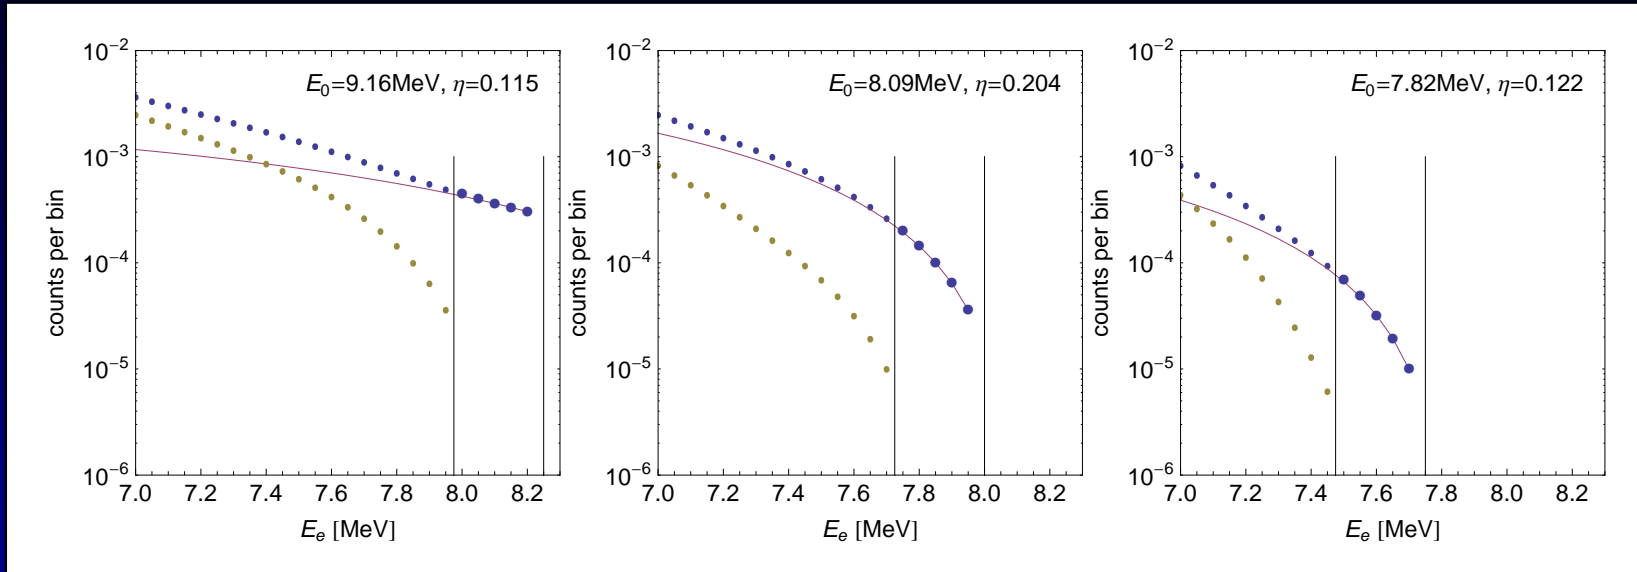 E₀=9.16MeV, η=0.115
counts per bin
10⁻²
10⁻³
10⁻⁴
10⁻⁵
10⁻⁶
7.0 7.2 7.4 7.6 7.8 8.0 8.2
Eₑ [MeV]
E₀=8.09MeV, η=0.204
counts per bin
10⁻²
10⁻³
10⁻⁴
10⁻⁵
10⁻⁶
7.0 7.2 7.4 7.6 7.8 8.0 8.2
Eₑ [MeV]
E₀=7.82MeV, η=0.122
counts per bin
10⁻²
10⁻³
10⁻⁴
10⁻⁵
10⁻⁶
7.0 7.2 7.4 7.6 7.8 8.0 8.2
Eₑ [MeV]